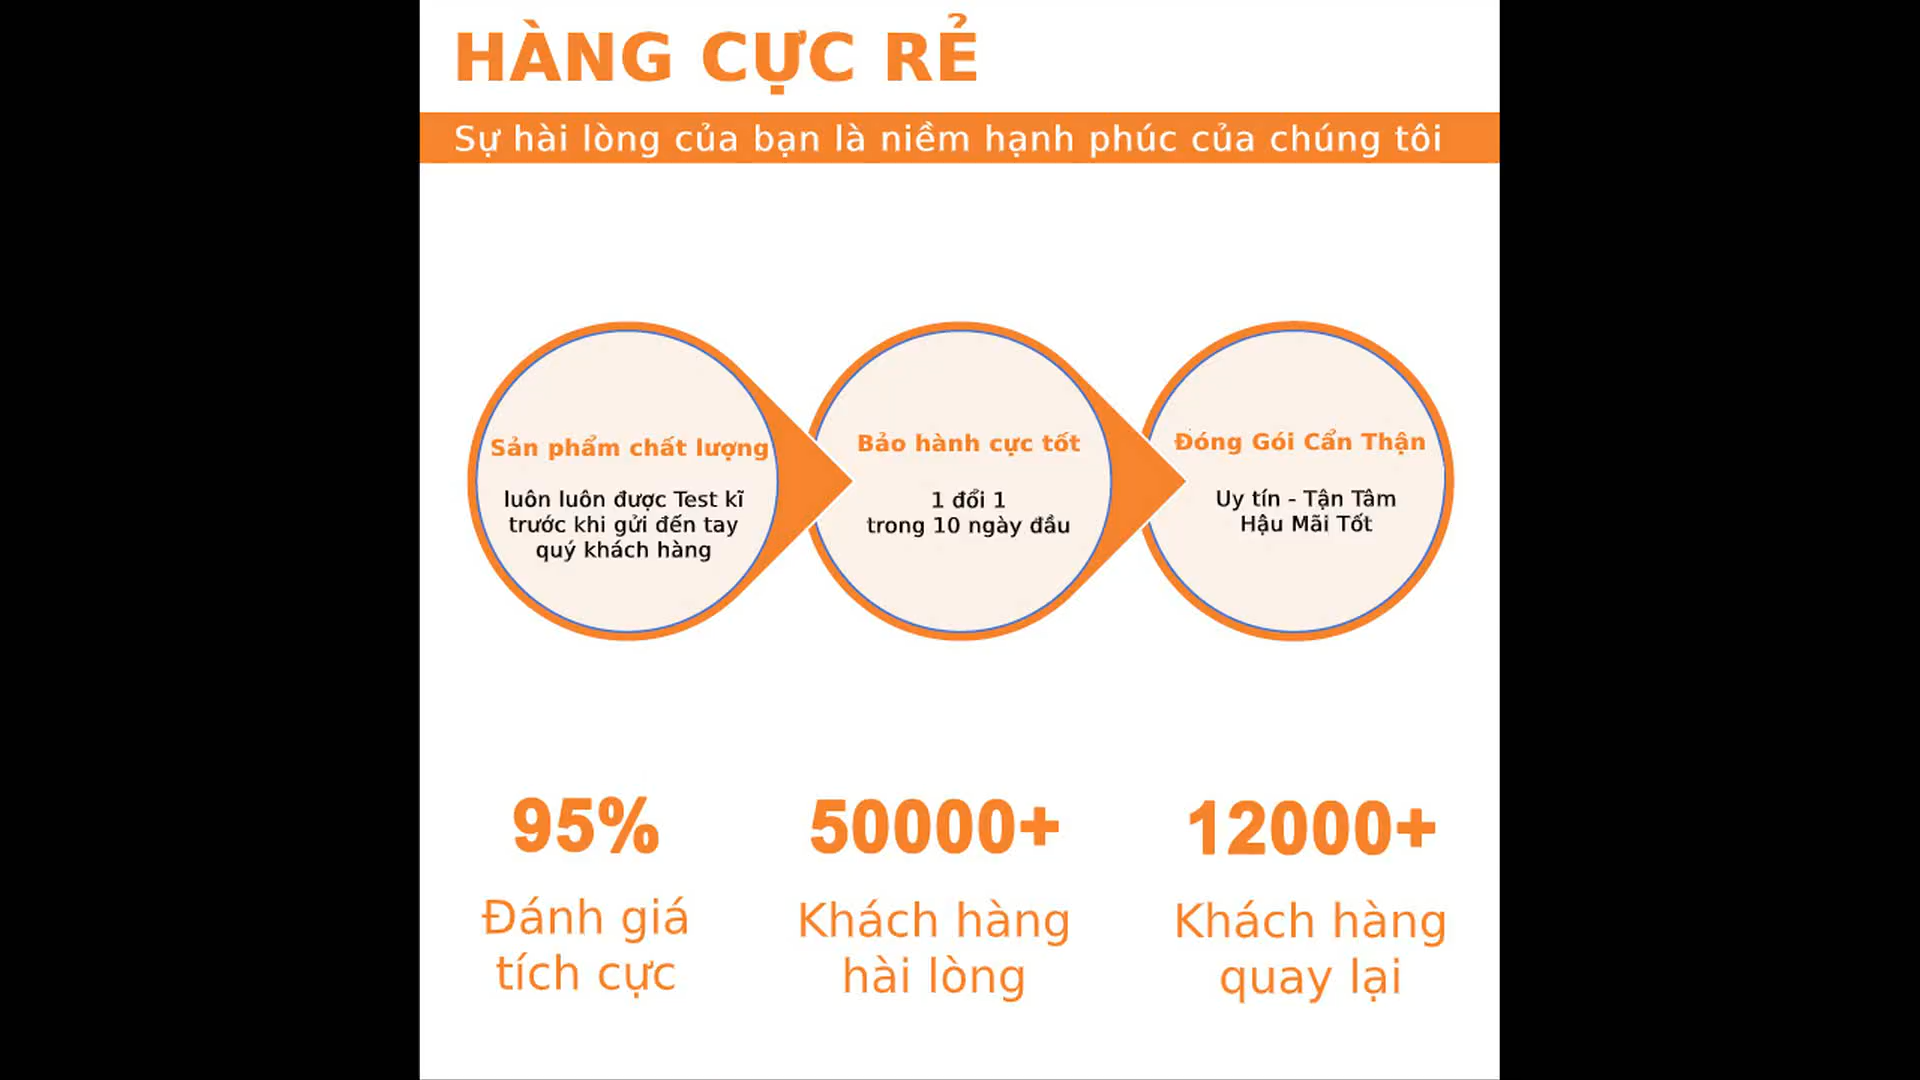 HÀNG CỰC RẺ
Sự hài lòng của bạn là niềm hạnh phúc của chúng tôi
Sản phẩm chất lượng
luôn luôn được Test kĩ
trước khi gửi đến tay
quý khách hàng
Bảo hành cực tốt
1 đổi 1
trong 10 ngày đầu
Đóng Gói Cẩn Thận
Uy tín - Tận Tâm
Hậu Mãi Tốt
95%
Đánh giá
tích cực
50000+
Khách hàng
hài lòng
12000+
Khách hàng
quay lại